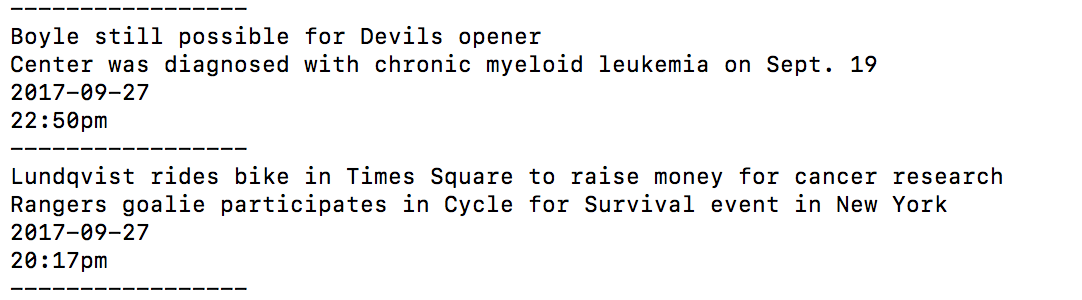 -----------------
Boyle still possible for Devils opener
Center was diagnosed with chronic myeloid leukemia on Sept. 19
2017-09-27
22:50pm
-----------------
Lundqvist rides bike in Times Square to raise money for cancer research
Rangers goalie participates in Cycle for Survival event in New York
2017-09-27
20:17pm
-----------------